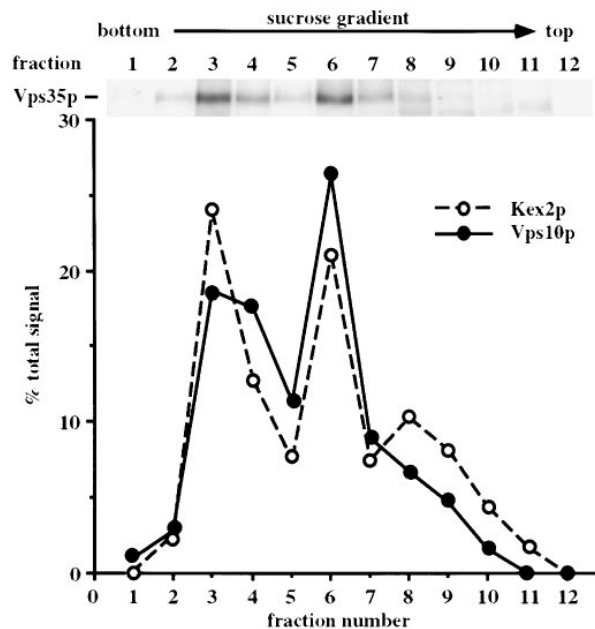 sucrose gradient
bottom top
fraction 1 2 3 4 5 6 7 8 9 10 11 12
Vps35p
30
Kex2p
Vps10p
20
% total signal
10
0
0 1 2 3 4 5 6 7 8 9 10 11 12
fraction number